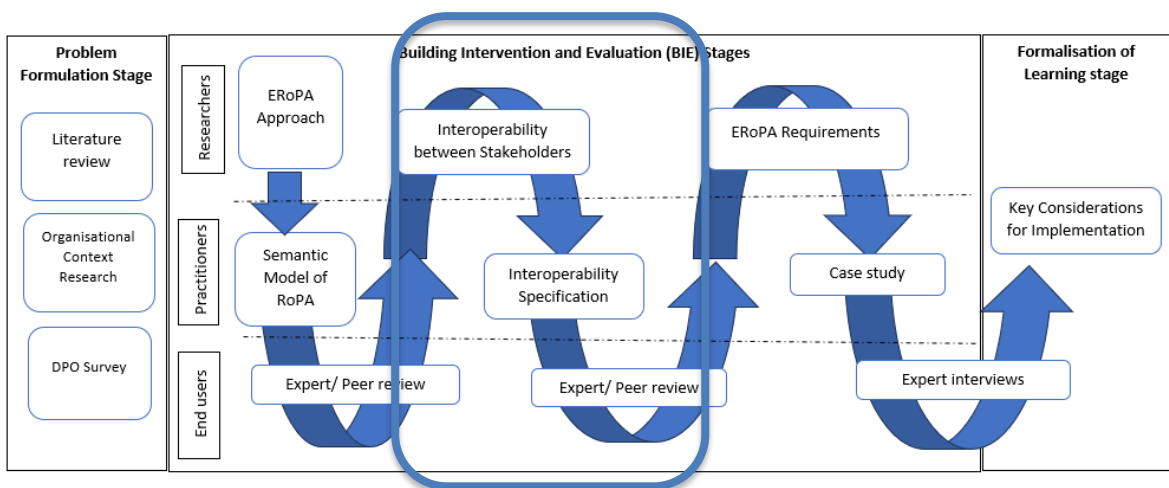 Problem
Formulation Stage
Literature
review
Organisational
Context
Research
DPO Survey
Building Intervention and Evaluation (BIE) Stages
Researchers
ERoPA
Approach
Interoperability
between Stakeholders
ERoPA Requirements
Practitioners
Semantic
Model of
RoPA
Interoperability
Specification
Case study
End users
Expert/ Peer review
Expert/ Peer review
Expert interviews
Formalisation of
Learning stage
Key Considerations
for Implementation